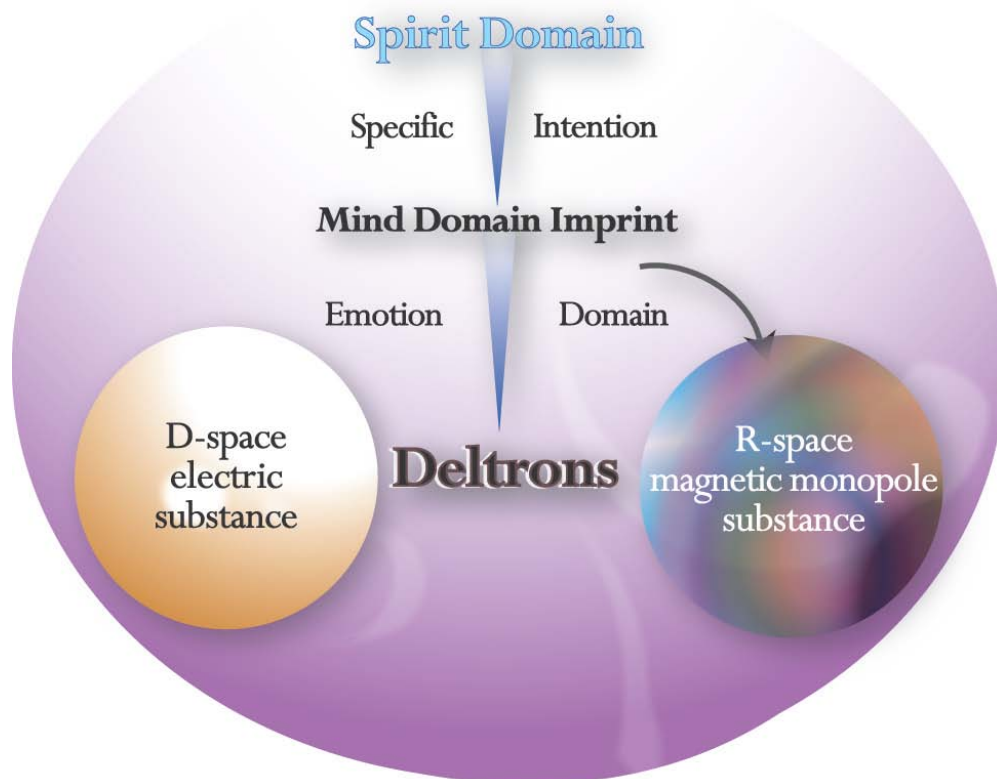 Spirit Domain
Specific Intention
Mind Domain Imprint
Emotion Domain
D-space
electric
substance
Deltrons
R-space
magnetic monopole
substance